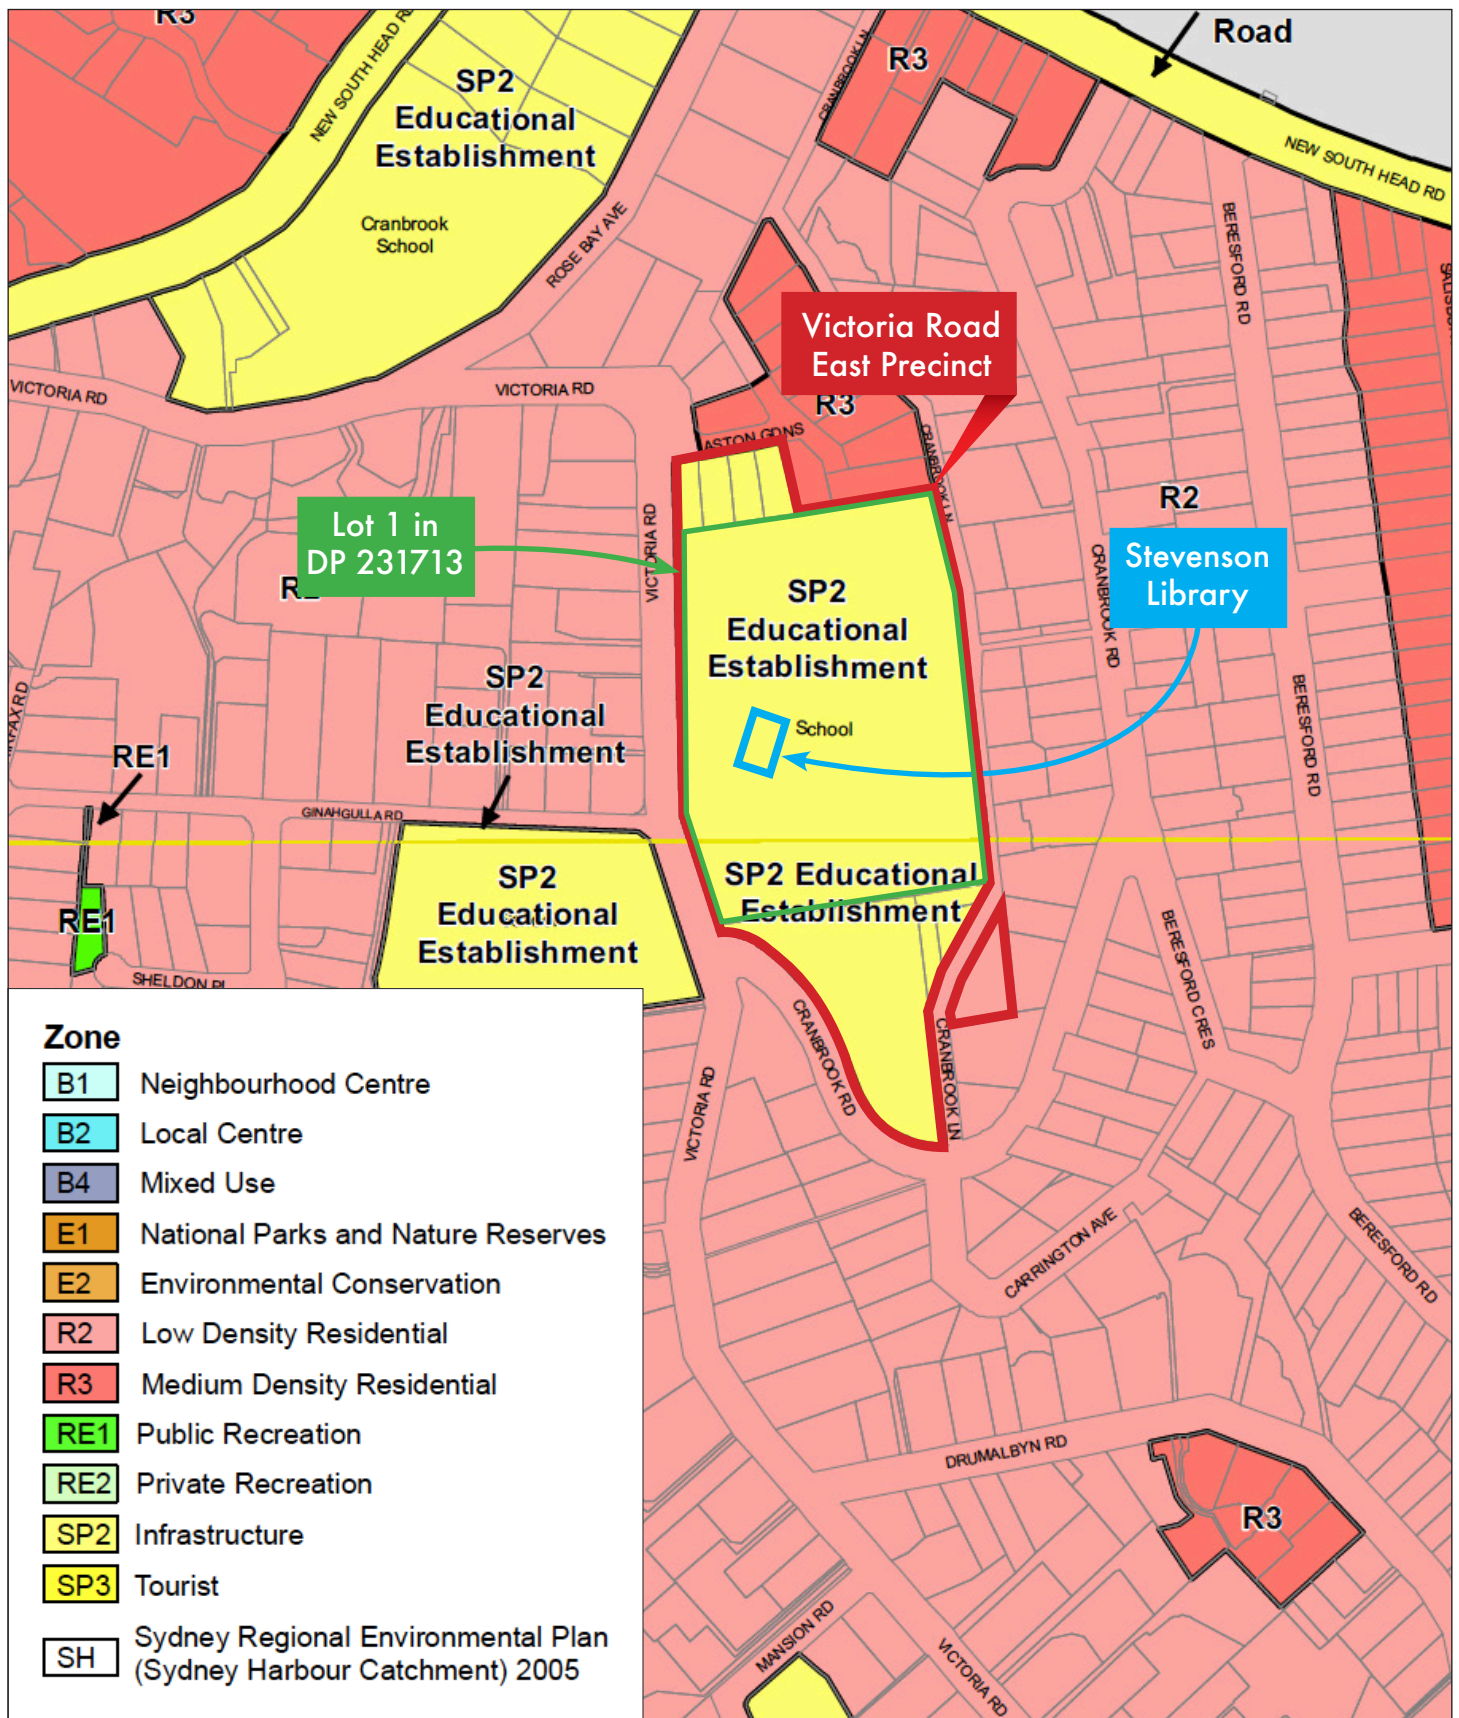 R3
NEW SOUTH HEAD RD
SP2
Educational
Establishment
Cranbrook
School
ROSE BAY AVE
CRANBROOK LN
R3
Road
NEW SOUTH HEAD RD
BERESFORD RD
VICTORIA RD
VICTORIA RD
Victoria Road
East Precinct
R3
ASTON GDNS
CRANBROOK LN
R2
Lot 1 in
DP 231713
VICTORIA RD
SP2
Educational
Establishment
School
Stevenson
Library
CRANBROOK RD
BERESFORD RD
SP2
Educational
Establishment
RE1
GINAHGULLA RD
SP2
Educational
Establishment
SP2 Educational
Establishment
RE1
SHELDON PL
BERESFORD CRES
CRANBROOK RD
CRANBROOK LN
VICTORIA RD
CARRINGTON AVE
BERESFORD RD
DRUMALBYN RD
R3
MANSION RD
VICTORIA RD
Zone
B1 Neighbourhood Centre
B2 Local Centre
B4 Mixed Use
E1 National Parks and Nature Reserves
E2 Environmental Conservation
R2 Low Density Residential
R3 Medium Density Residential
RE1 Public Recreation
RE2 Private Recreation
SP2 Infrastructure
SP3 Tourist
SH Sydney Regional Environmental Plan
(Sydney Harbour Catchment) 2005